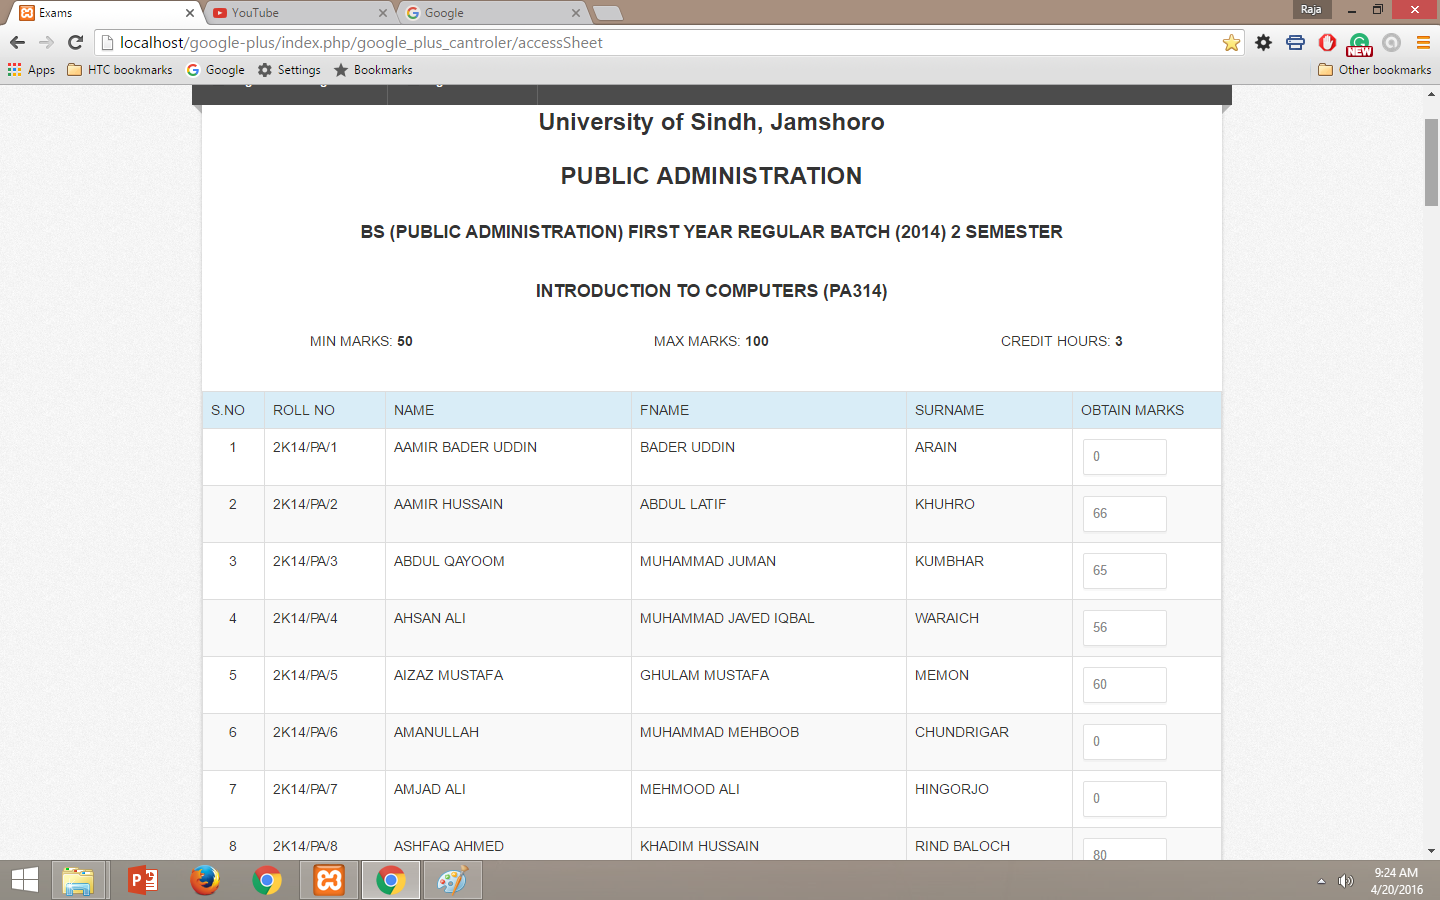 Exams
YouTube
Google
Raja
localhost/google-plus/index.php/google_plus_cantroler/accessSheet
NEW
Apps HTC bookmarks Google Settings Bookmarks Other bookmarks
University of Sindh, Jamshoro
PUBLIC ADMINISTRATION
BS (PUBLIC ADMINISTRATION) FIRST YEAR REGULAR BATCH (2014) 2 SEMESTER
INTRODUCTION TO COMPUTERS (PA314)
MIN MARKS: 50 MAX MARKS: 100 CREDIT HOURS: 3
S.NO ROLL NO NAME FNAME SURNAME OBTAIN MARKS
1 2K14/PA/1 AAMIR BADER UDDIN BADER UDDIN ARAIN 0
2 2K14/PA/2 AAMIR HUSSAIN ABDUL LATIF KHUHRO 66
3 2K14/PA/3 ABDUL QAYOOM MUHAMMAD JUMAN KUMBHAR 65
4 2K14/PA/4 AHSAN ALI MUHAMMAD JAVED IQBAL WARAICH 56
5 2K14/PA/5 AIZAZ MUSTAFA GHULAM MUSTAFA MEMON 60
6 2K14/PA/6 AMANULLAH MUHAMMAD MEHBOOB CHUNDRIGAR 0
7 2K14/PA/7 AMJAD ALI MEHMOOD ALI HINGORJO 0
8 2K14/PA/8 ASHFAQ AHMED KHADIM HUSSAIN RIND BALOCH 80
9:24 AM
4/20/2016